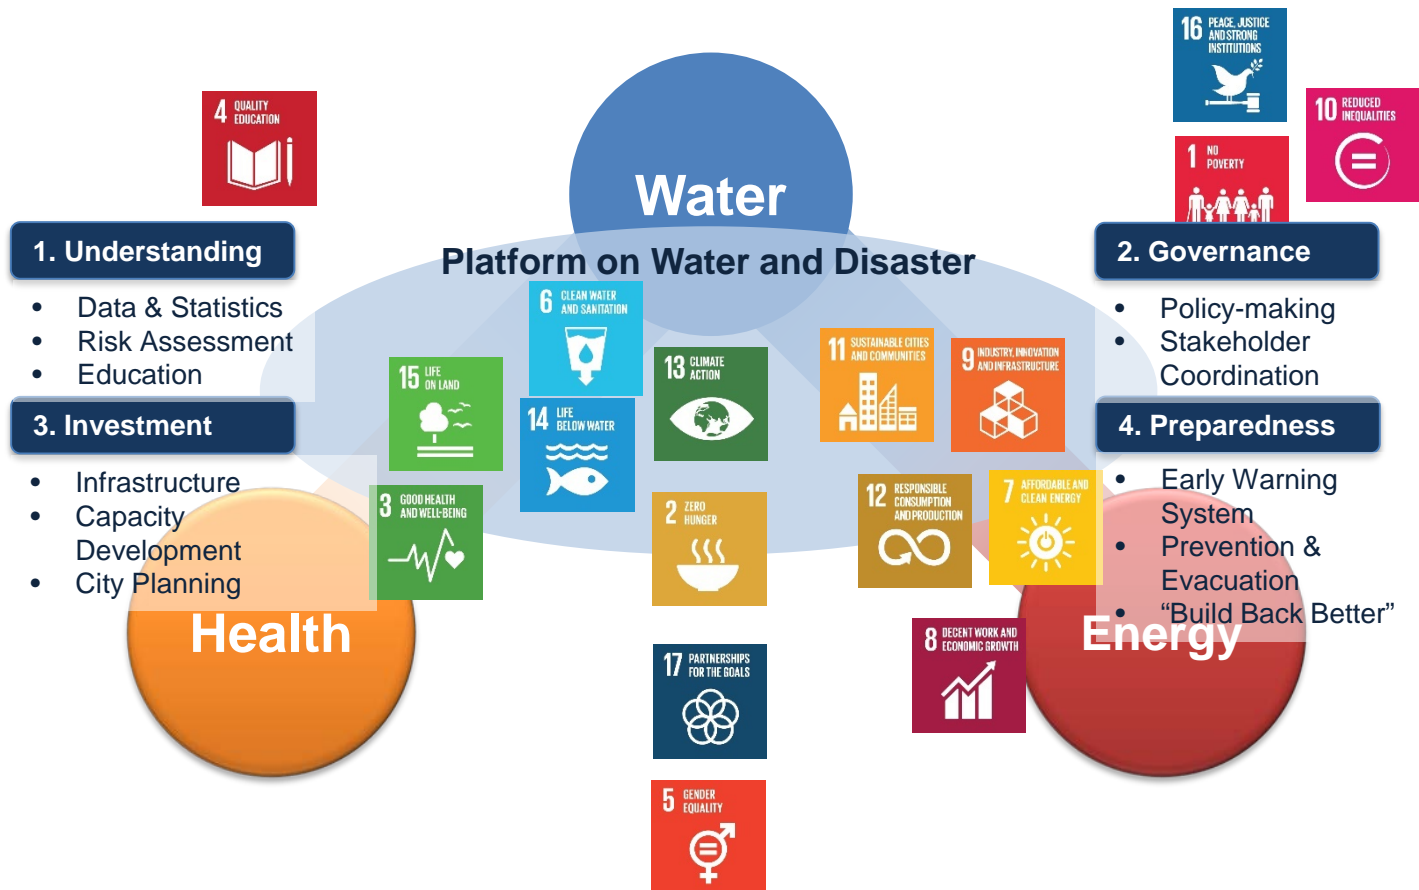 16 PEACE, JUSTICE
AND STRONG
INSTITUTIONS
4 QUALITY
EDUCATION
10 REDUCED
INEQUALITIES
1 NO
POVERTY
Water
Platform on Water and Disaster
1. Understanding
• Data & Statistics
• Risk Assessment
• Education
2. Governance
• Policy-making
• Stakeholder
Coordination
3. Investment
• Infrastructure
• Capacity
Development
• City Planning
4. Preparedness
• Early Warning
System
• Prevention &
Evacuation
• “Build Back Better”
6 CLEAN WATER
AND SANITATION
15 LIFE
ON LAND
13 CLIMATE
ACTION
11 SUSTAINABLE CITIES
AND COMMUNITIES
9 INDUSTRY, INNOVATION
AND INFRASTRUCTURE
14 LIFE
BELOW WATER
3 GOOD HEALTH
AND WELL-BEING
2 ZERO
HUNGER
12 RESPONSIBLE
CONSUMPTION
AND PRODUCTION
7 AFFORDABLE AND
CLEAN ENERGY
Health
Energy
8 DECENT WORK AND
ECONOMIC GROWTH
17 PARTNERSHIPS
FOR THE GOALS
5 GENDER
EQUALITY